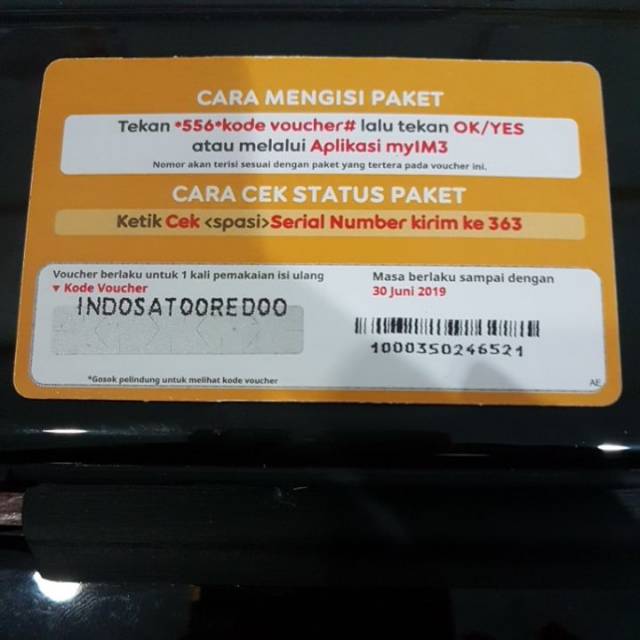 CARA MENGISI PAKET
Tekan *556*kode voucher# lalu tekan OK/YES
atau melalui Aplikasi myIM3
Nomor akan terisi sesuai dengan paket yang tertera pada voucher ini.
CARA CEK STATUS PAKET
Ketik Cek <spasi>Serial Number kirim ke 363
Voucher berlaku untuk 1 kali pemakaian isi ulang
▼ Kode Voucher
INDOSATOOREDOO
*Gosok pelindung untuk melihat kode voucher
Masa berlaku sampai dengan
30 Juni 2019
1000350246521
AE